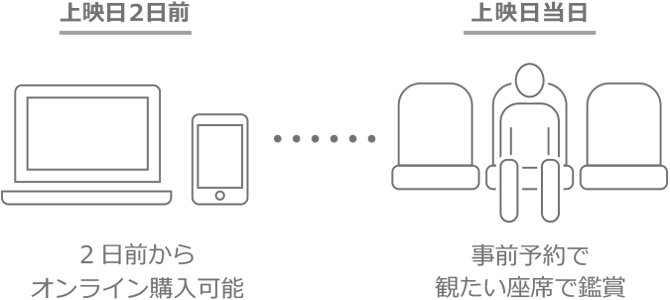 上映日2日前
上映日当日
2日前から
オンライン購入可能
事前予約で
観たい座席で鑑賞